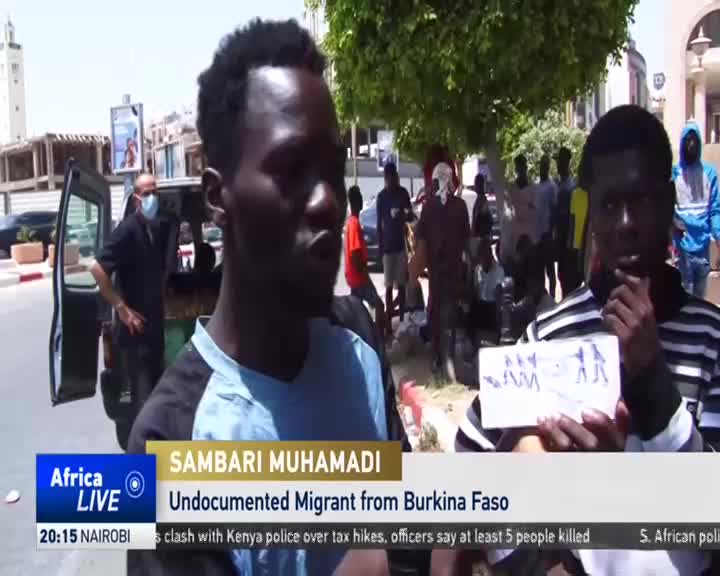 SAMBARI MUHAMADI
Undocumented Migrant from Burkina Faso
Africa
LIVE
20:15 NAIROBI
s clash with Kenya police over tax hikes, officers say at least 5 people killed S. African poli